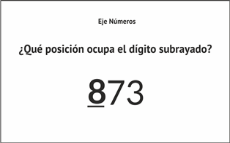 Eje Números
¿Qué posición ocupa el dígito subrayado?
873